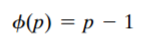 ϕ(p) = p − 1